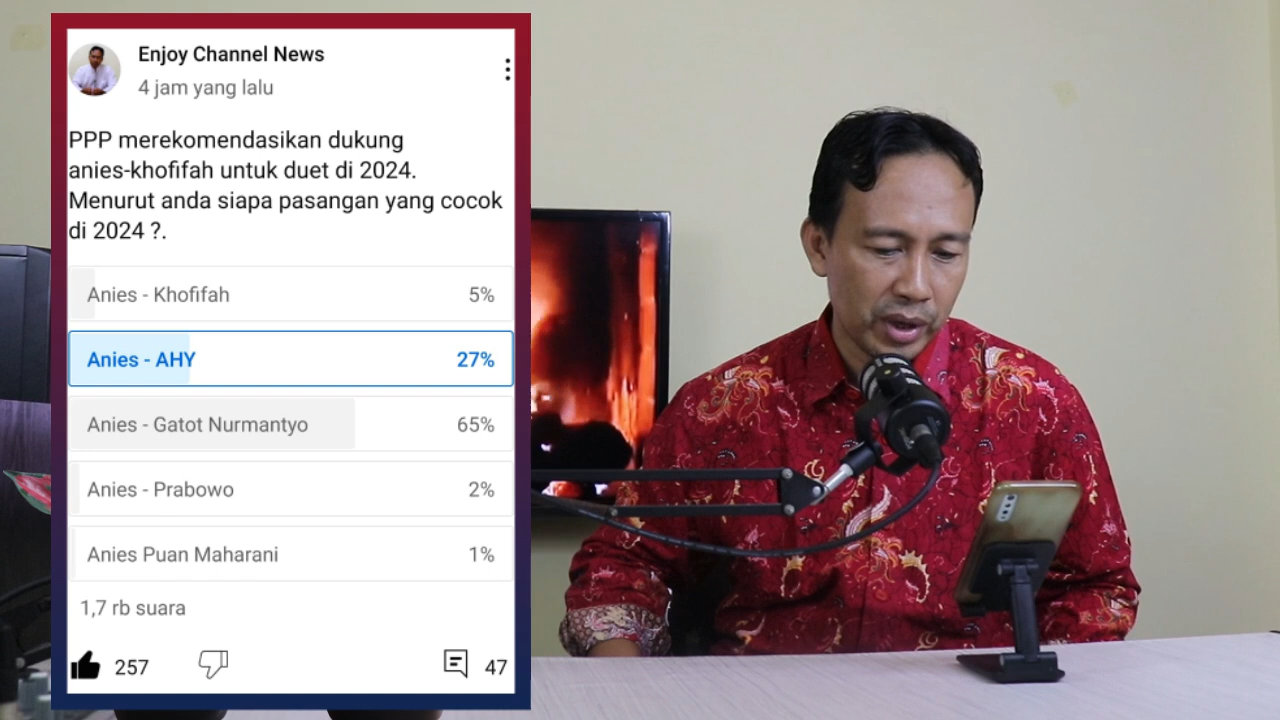 Enjoy Channel News
4 jam yang lalu
PPP merekomendasikan dukung
anies-khofifah untuk duet di 2024.
Menurut anda siapa pasangan yang cocok
di 2024 ?.
Anies - Khofifah 5%
Anies - AHY 27%
Anies - Gatot Nurmantyo 65%
Anies - Prabowo 2%
Anies Puan Maharani 1%
1,7 rb suara
257 47